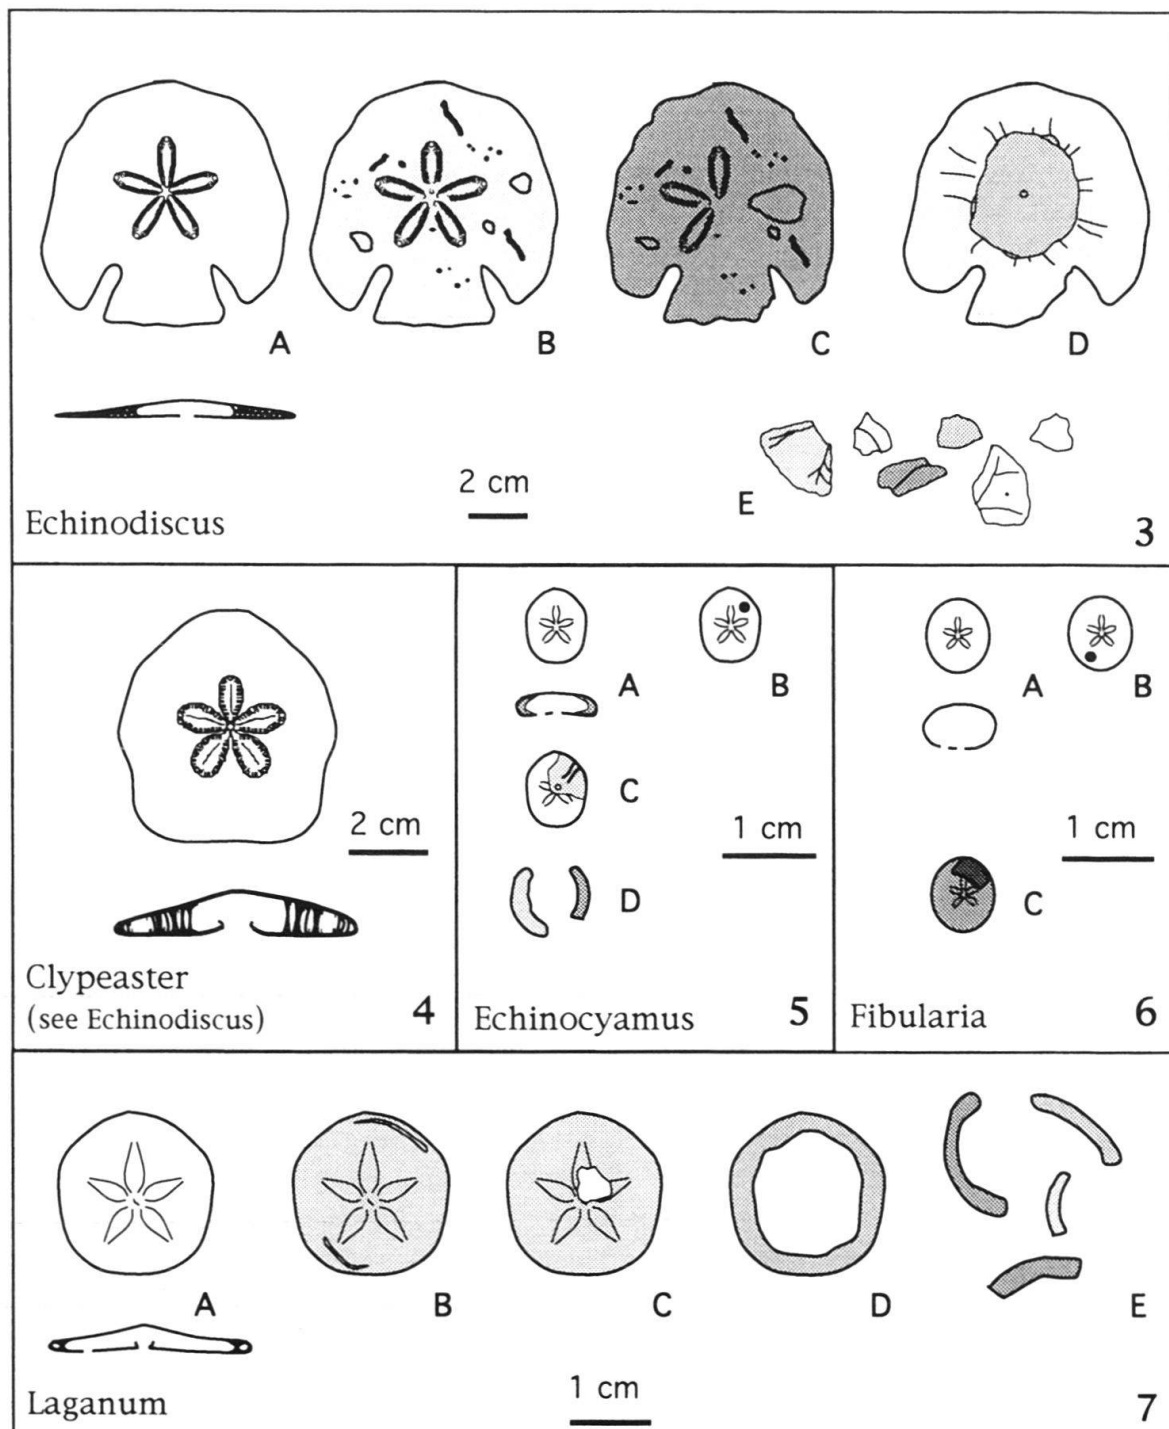 A
B
C
D
2 cm
E
Echinodiscus
3
A
B
A
B
C
2 cm
1 cm
1 cm
D
C
Clypeaster
(see Echinodiscus)
4
Echinocyamus
5
Fibularia
6
A
B
C
D
E
1 cm
Laganum
7